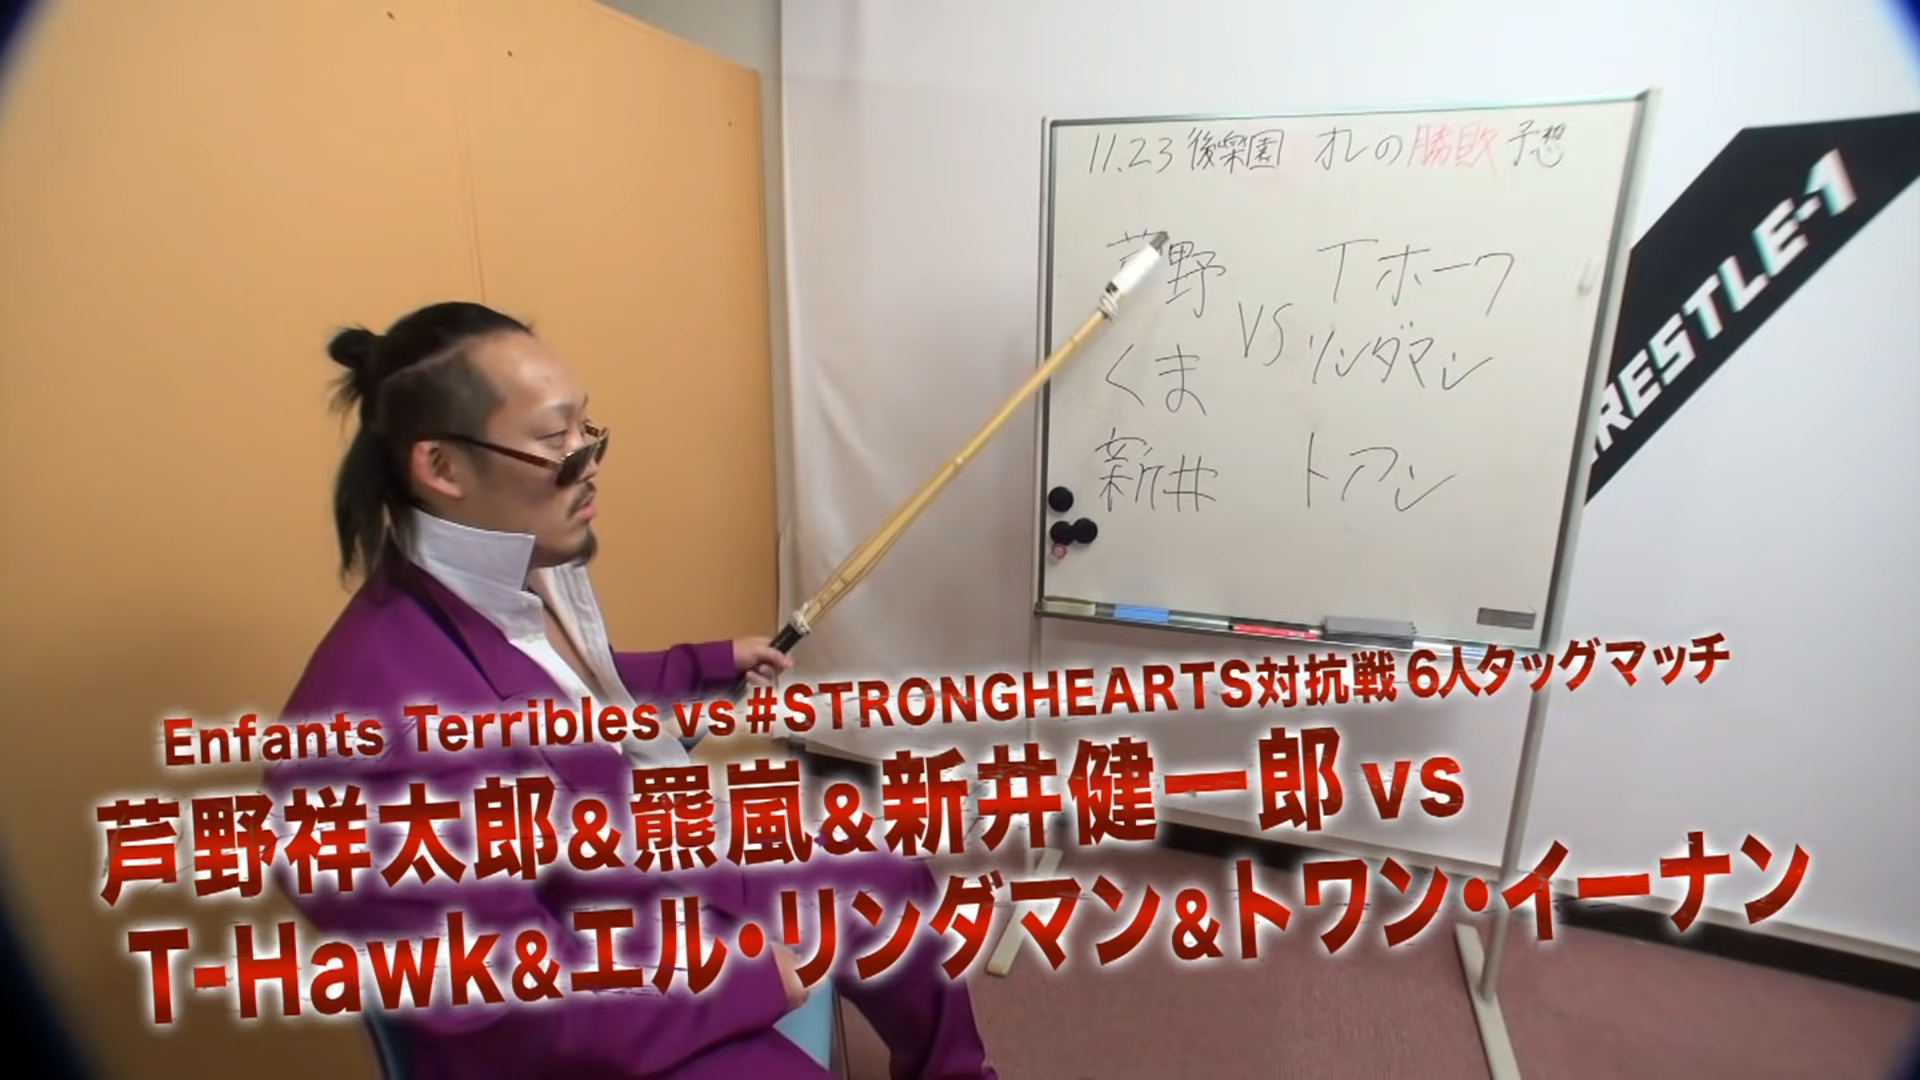 11.23 後楽園 オレの勝敗予想
芦野
くま
新井
VS
Tホーク
リンダマン
トアン
RESTLE-1
Enfants Terribles vs #STRONGHEARTS対抗戦 6人タッグマッチ
芦野祥太郎&羆嵐&新井健一郎 vs
T-Hawk&エル・リンダマン&トワン・イーナン